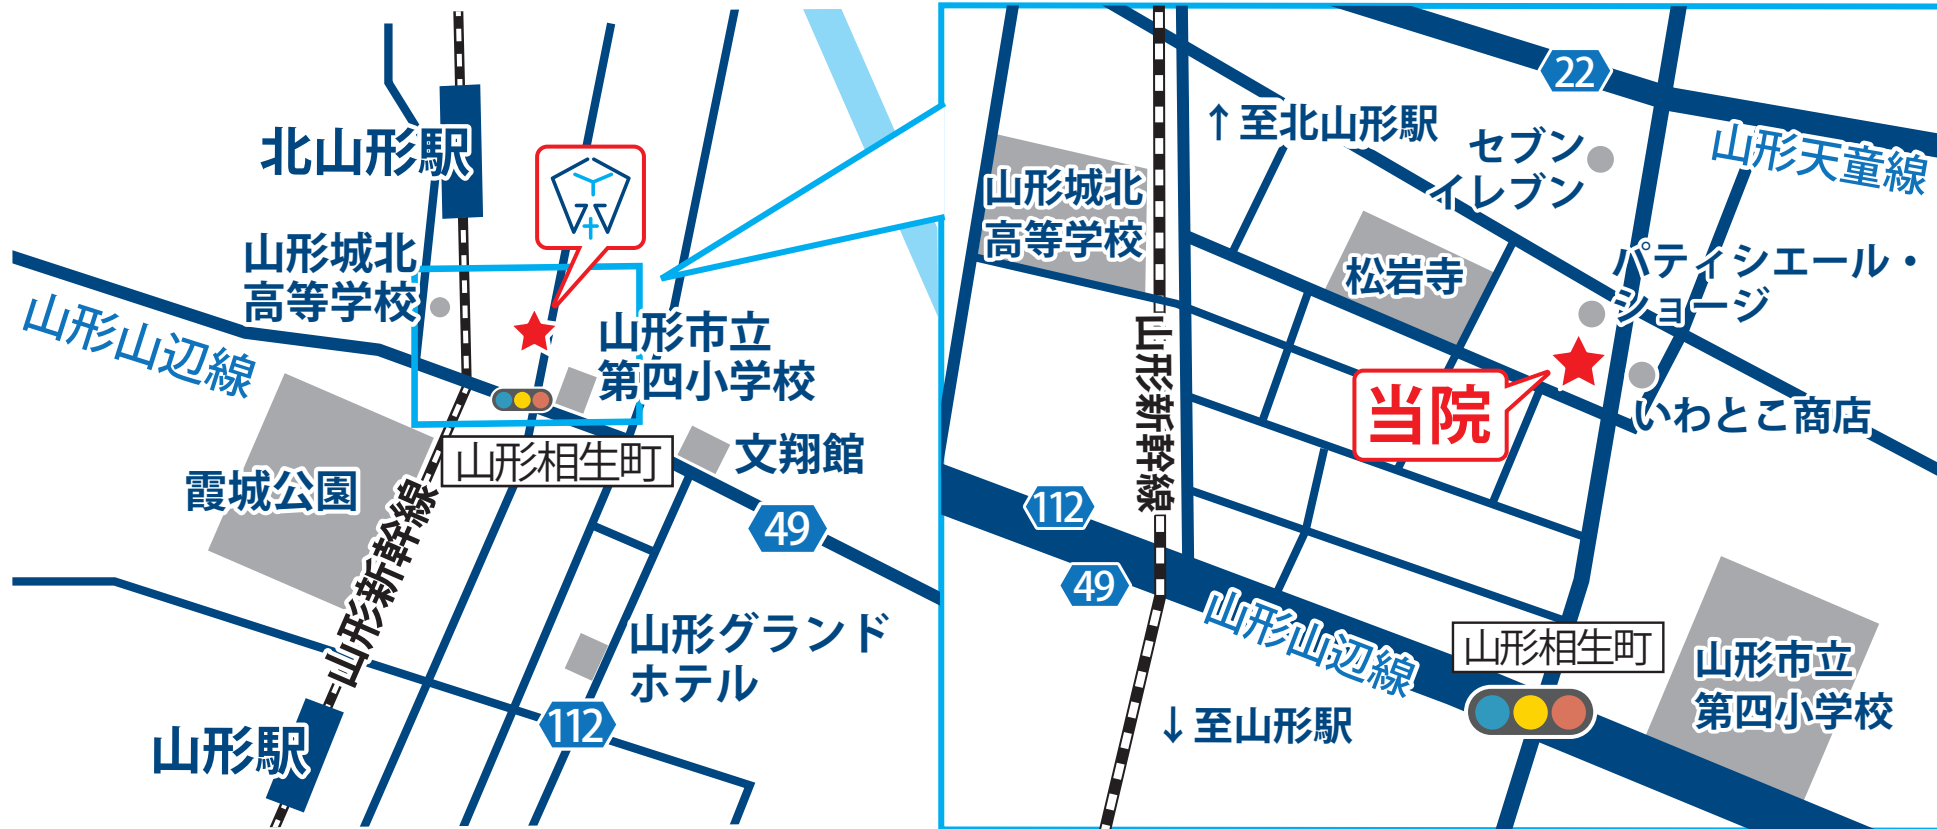 北山形駅
山形城北
高等学校
山形山辺線
山形市立
第四小学校
山形相生町
文翔館
霞城公園
49
山形新幹線
山形グランド
ホテル
112
山形駅
22
↑至北山形駅
セブン
イレブン
山形天童線
山形城北
高等学校
松岩寺
パティシエール・
ショージ
山形新幹線
当院
いわとこ商店
112
49
山形山辺線
山形相生町
山形市立
第四小学校
↓至山形駅